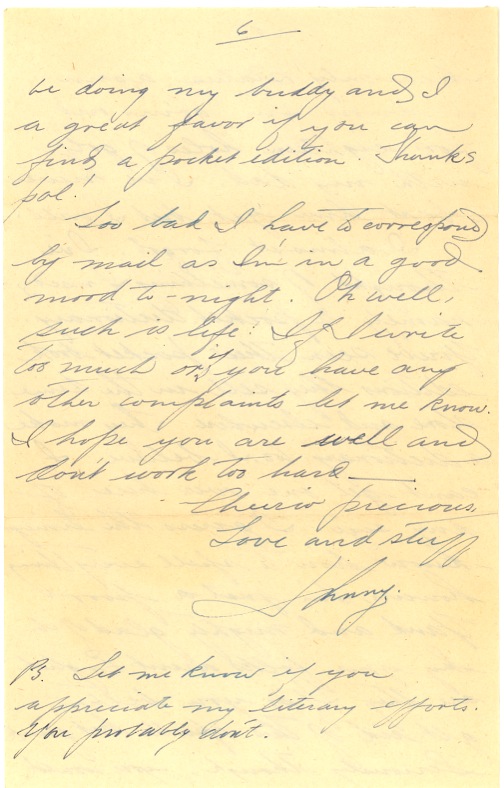 6
be doing my buddy and I
a great favor if you can
find a pocket edition. Thanks
pal!
Too bad I have to correspond
by mail as I'm in a good
mood to-night. Oh well,
such is life. If I write
too much or if you have any
other complaints let me know.
I hope you are well and
don't work too hard—
Cheerio precious,
Love and stuff
Johnny.
Ps. Let me know if you
appreciate my literary efforts.
You probably don't.